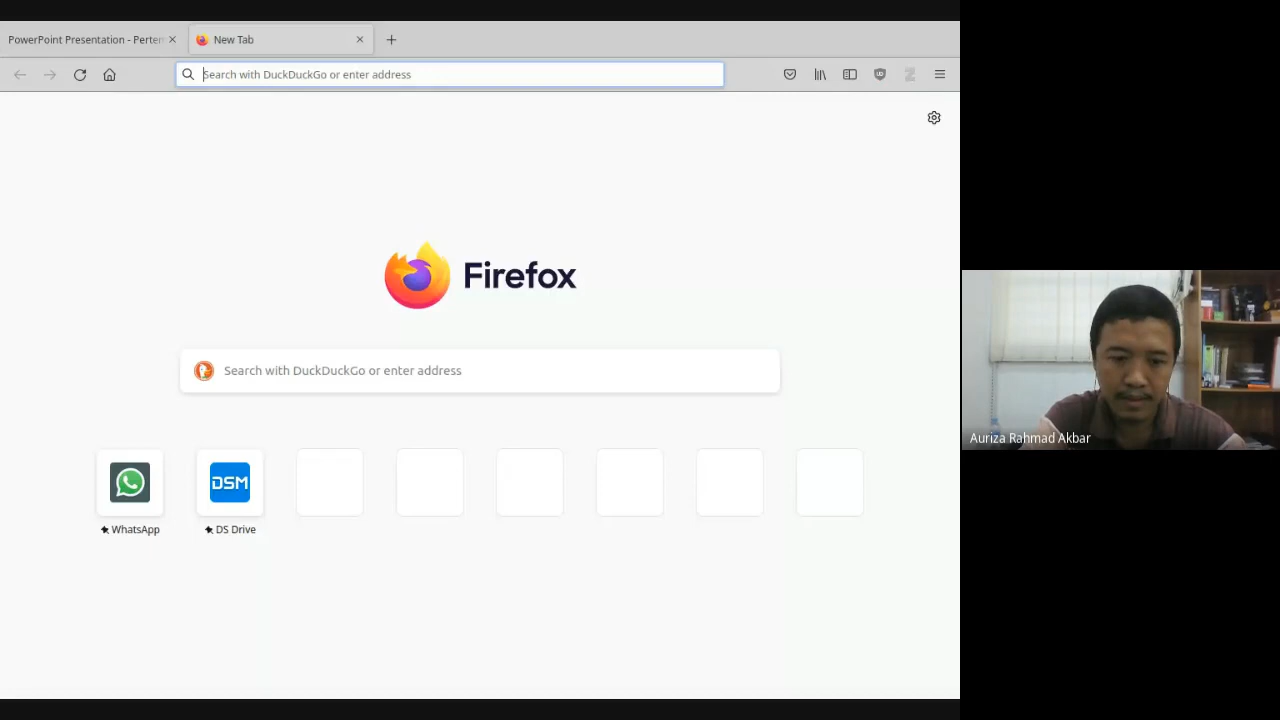 PowerPoint Presentation - Pertem
New Tab
Search with DuckDuckGo or enter address
Firefox
Search with DuckDuckGo or enter address
DSM
WhatsApp
DS Drive
Auriza Rahmad Akbar